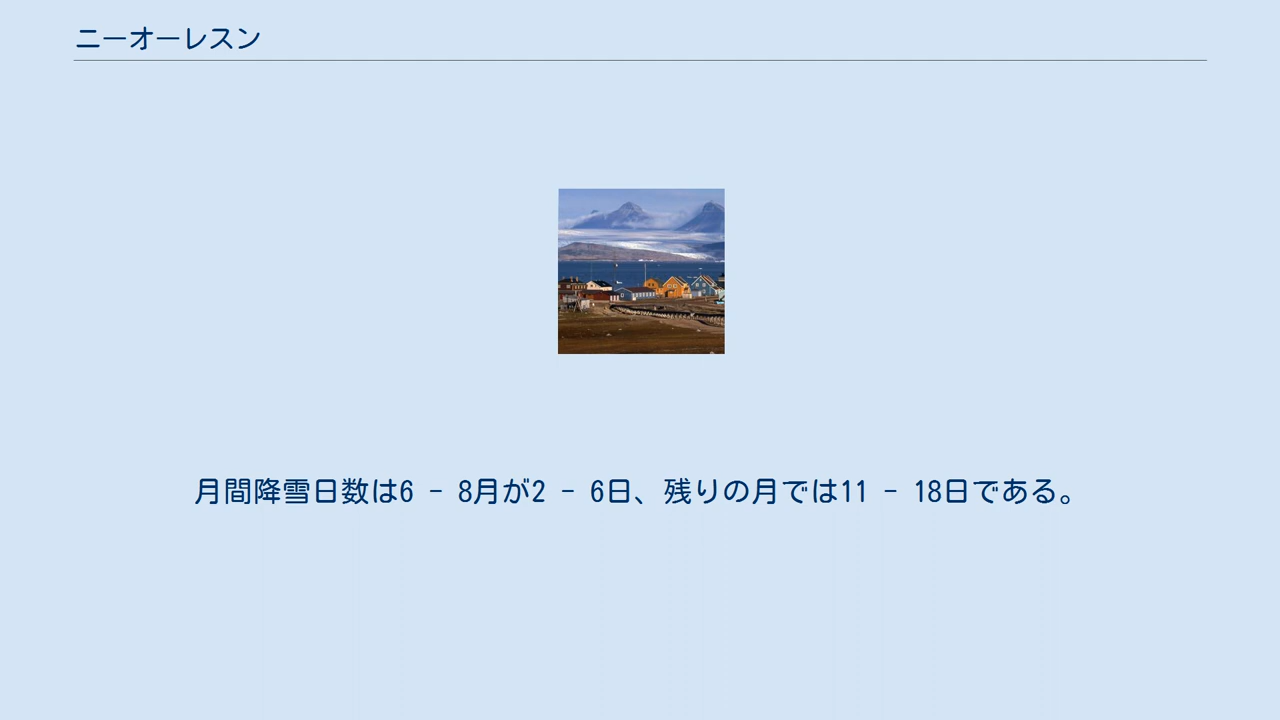 ニーオーレスン
月間降雪日数は6 - 8月が2 - 6日、残りの月では11 - 18日である。